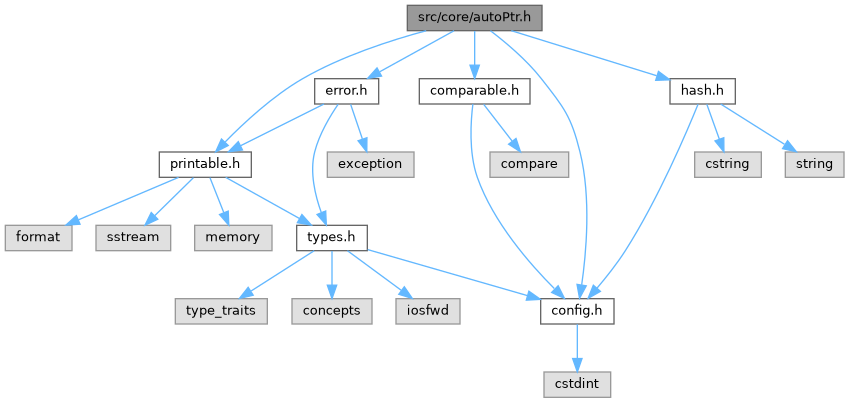 src/core/autoPtr.h
error.h
comparable.h
hash.h
printable.h
exception
compare
cstring
string
format
sstream
memory
types.h
type_traits
concepts
iosfwd
config.h
cstdint